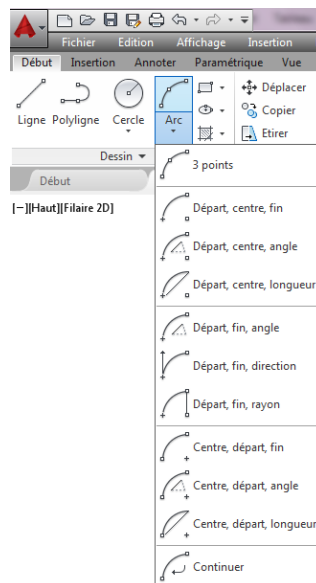 Fichier Edition Affichage Insertion
Début Insertion Annoter Paramétrique Vue
Déplacer
Copier
Etirer
Ligne Polyligne Cercle Arc
Dessin
Début
[−][Haut][Filaire 2D]
3 points
Départ, centre, fin
Départ, centre, angle
Départ, centre, longueur
Départ, fin, angle
Départ, fin, direction
Départ, fin, rayon
Centre, départ, fin
Centre, départ, angle
Centre, départ, longueur
Continuer